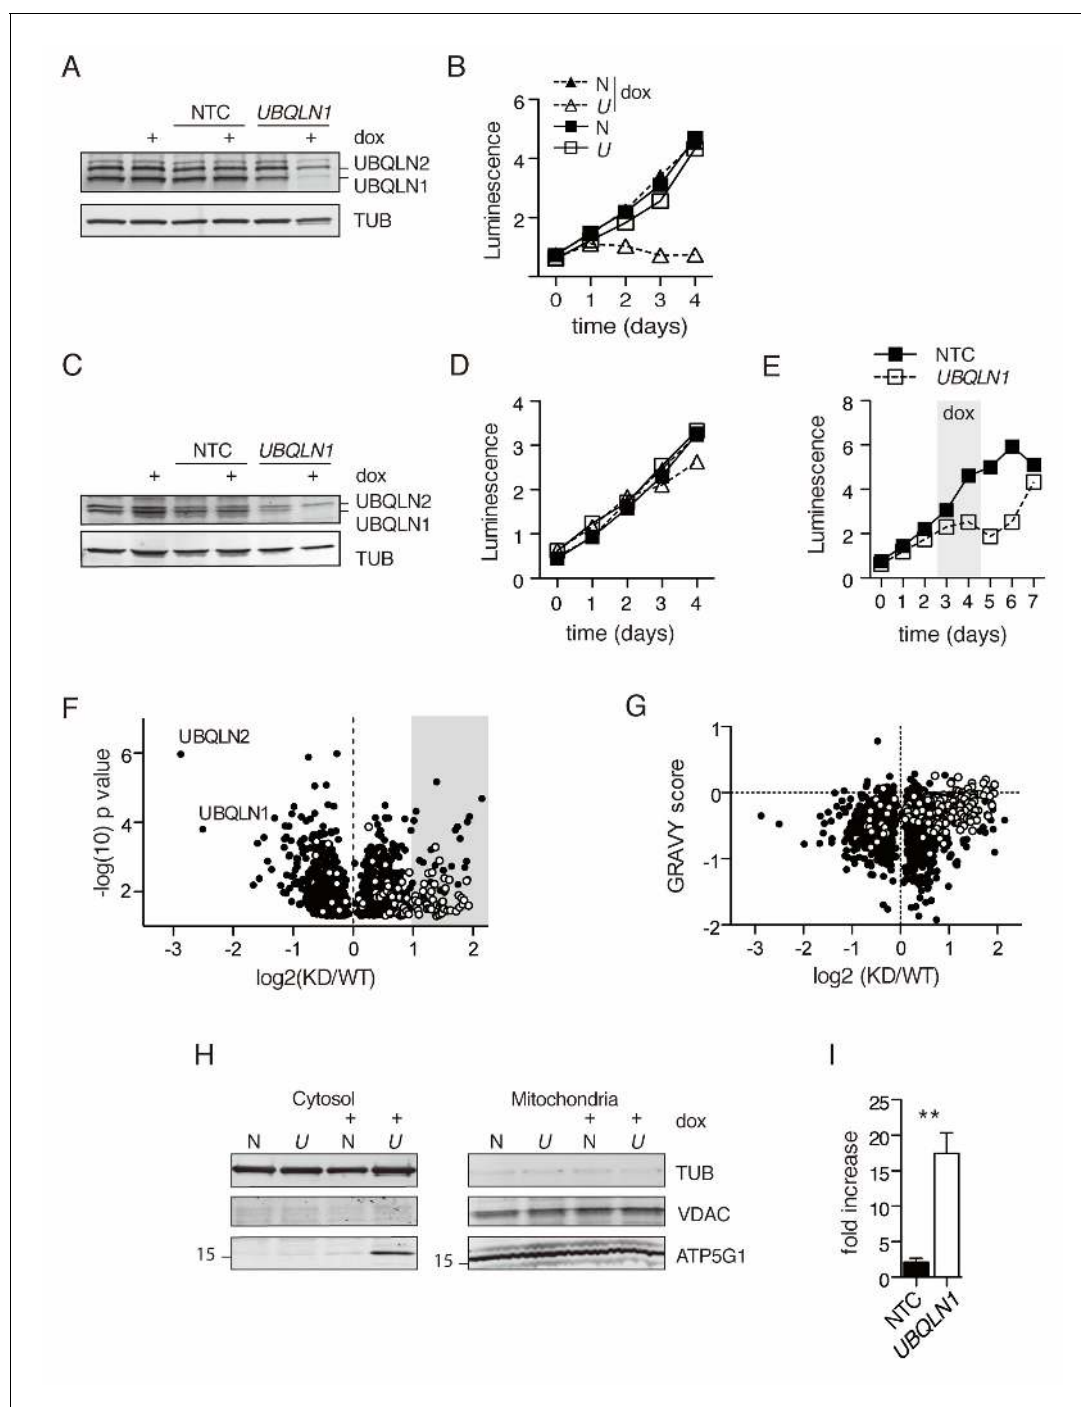 A
NTC UBQLN1
+ + + dox
UBQLN2
UBQLN1
TUB
B
N
U
dox
N
U
6
4
2
Luminescence
0 1 2 3 4
time (days)
C
NTC UBQLN1
+ + + dox
UBQLN2
UBQLN1
TUB
D
4
3
2
1
0
Luminescence
0 1 2 3 4
time (days)
E
NTC
UBQLN1
dox
8
6
4
2
0
Luminescence
0 1 2 3 4 5 6 7
time (days)
F
UBQLN2
UBQLN1
6
4
2
-log(10) p value
-3 -2 -1 0 1 2
log2(KD/WT)
G
1
0
-1
-2
GRAVY score
-3 -2 -1 0 1 2
log2 (KD/WT)
H
Cytosol Mitochondria
+ + + + dox
N U N U N U N U
TUB
VDAC
15 15 ATP5G1
I
25
20
15
10
5
0
fold increase
**
NTC
UBQLN1